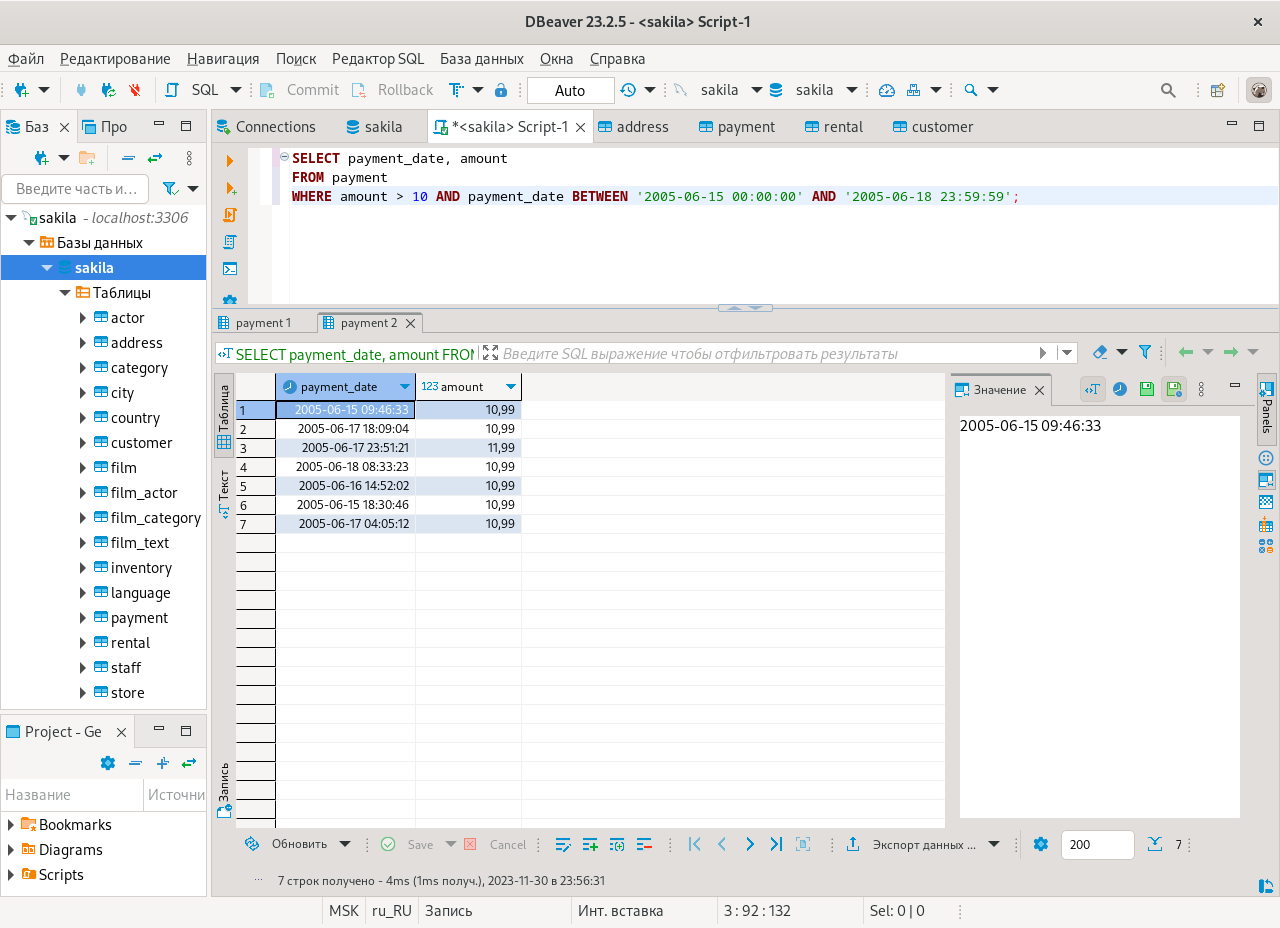 DBeaver 23.2.5 - <sakila> Script-1
Файл Редактирование Навигация Поиск Редактор SQL База данных Окна Справка
SQL Commit Rollback Auto sakila sakila
Баз Про
Connections sakila *<sakila> Script-1 address payment rental customer
Введите часть и...
sakila - localhost:3306
Базы данных
sakila
Таблицы
actor
address
category
city
country
customer
film
film_actor
film_category
film_text
inventory
language
payment
rental
staff
store
Project - Ge
Название Источни
Bookmarks
Diagrams
Scripts
SELECT payment_date, amount
FROM payment
WHERE amount > 10 AND payment_date BETWEEN '2005-06-15 00:00:00' AND '2005-06-18 23:59:59';
payment 1 payment 2
SELECT payment_date, amount FROM Введите SQL выражение чтобы отфильтровать результаты
Таблица
Текст
Запись
payment_date 123 amount
1 2005-06-15 09:46:33 10,99
2 2005-06-17 18:09:04 10,99
3 2005-06-17 23:51:21 11,99
4 2005-06-18 08:33:23 10,99
5 2005-06-16 14:52:02 10,99
6 2005-06-15 18:30:46 10,99
7 2005-06-17 04:05:12 10,99
Значение
2005-06-15 09:46:33
Panels
Обновить Save Cancel Экспорт данных ... 200 7
7 строк получено - 4ms (1ms получ.), 2023-11-30 в 23:56:31
MSK ru_RU Запись Инт. вставка 3 : 92 : 132 Sel: 0 | 0